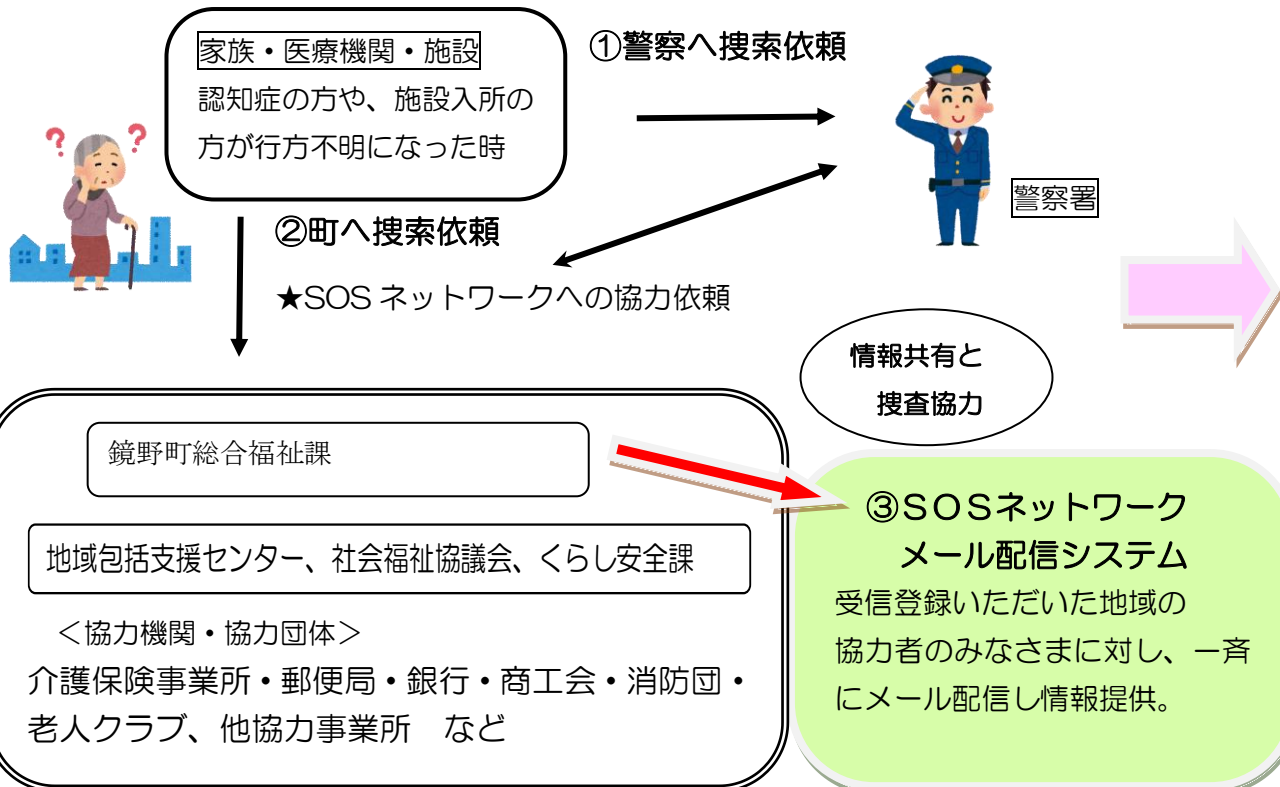 家族・医療機関・施設
認知症の方や、施設入所の
方が行方不明になった時
①警察へ捜索依頼
警察署
②町へ捜索依頼
★SOSネットワークへの協力依頼
情報共有と
捜査協力
鏡野町総合福祉課
地域包括支援センター、社会福祉協議会、くらし安全課
＜協力機関・協力団体＞
介護保険事業所・郵便局・銀行・商工会・消防団・
老人クラブ、他協力事業所　など
③ＳＯＳネットワーク
メール配信システム
受信登録いただいた地域の
協力者のみなさまに対し、一斉
にメール配信し情報提供。